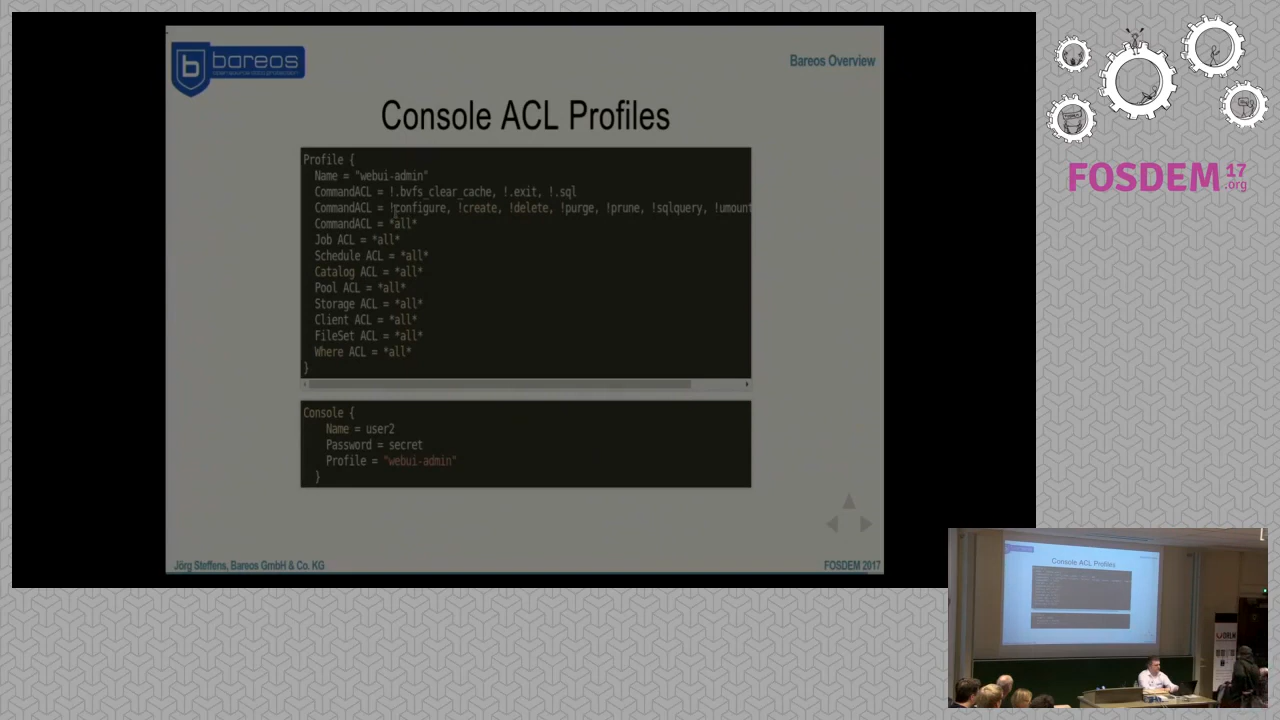 bareos
Bareos Overview
Console ACL Profiles
Profile {
Name = "webui-admin"
CommandACL = !.bvfs_clear_cache, !.exit, !.sql
CommandACL = !configure, !create, !delete, !purge, !prune, !sqlquery, !umount
CommandACL = *all*
Job ACL = *all*
Schedule ACL = *all*
Catalog ACL = *all*
Pool ACL = *all*
Storage ACL = *all*
Client ACL = *all*
FileSet ACL = *all*
Where ACL = *all*
}
Console {
Name = user2
Password = secret
Profile = "webui-admin"
}
Jörg Steffens, Bareos GmbH & Co. KG
FOSDEM 2017
FOSDEM 17
.org
Console ACL Profiles